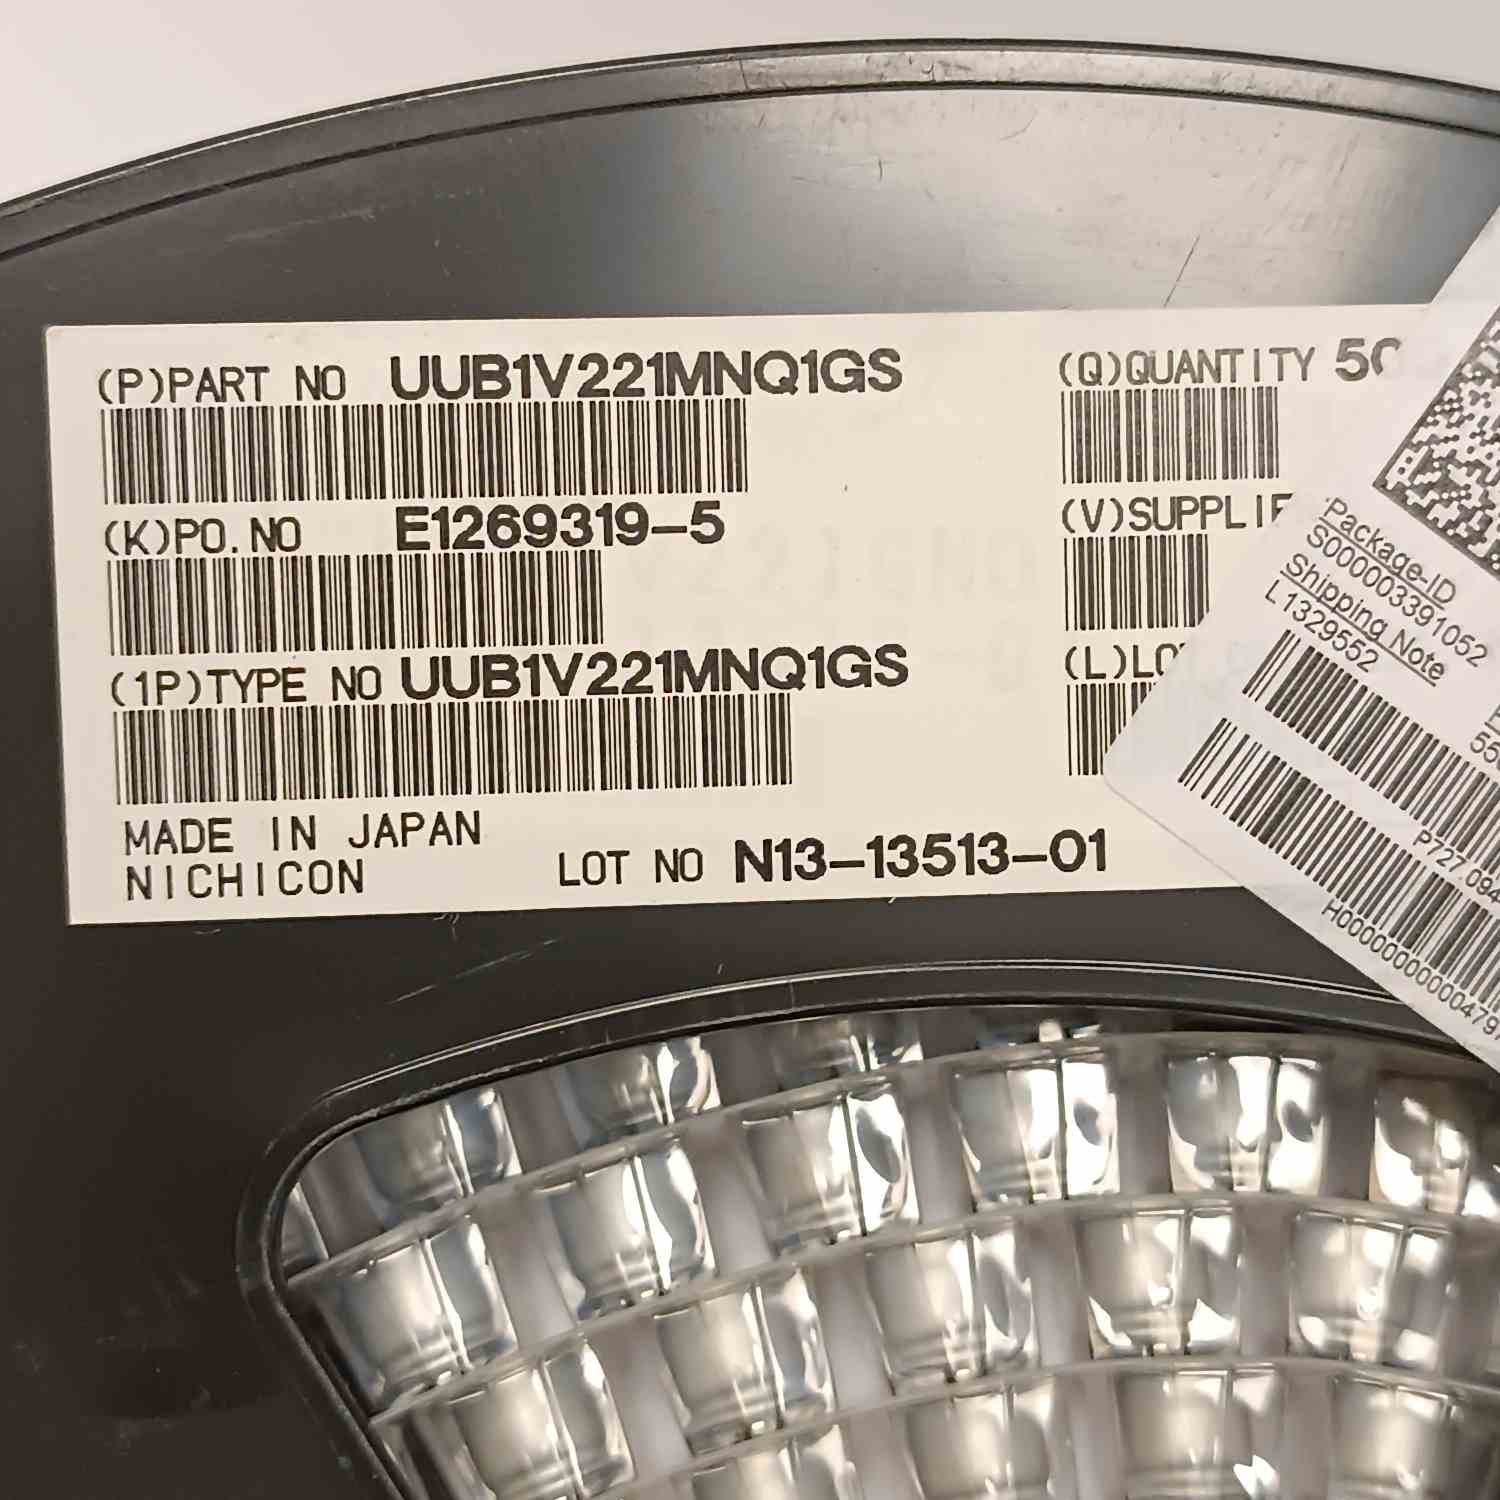 (P)PART NO UUB1V221MNQ1GS
(Q)QUANTITY
(K)PO.NO E1269319-5
(1P)TYPE NO UUB1V221MNQ1GS
MADE IN JAPAN
NICHICON
LOT NO N13-13513-01
Package-ID
S000003391052
Shipping Note
L1329552